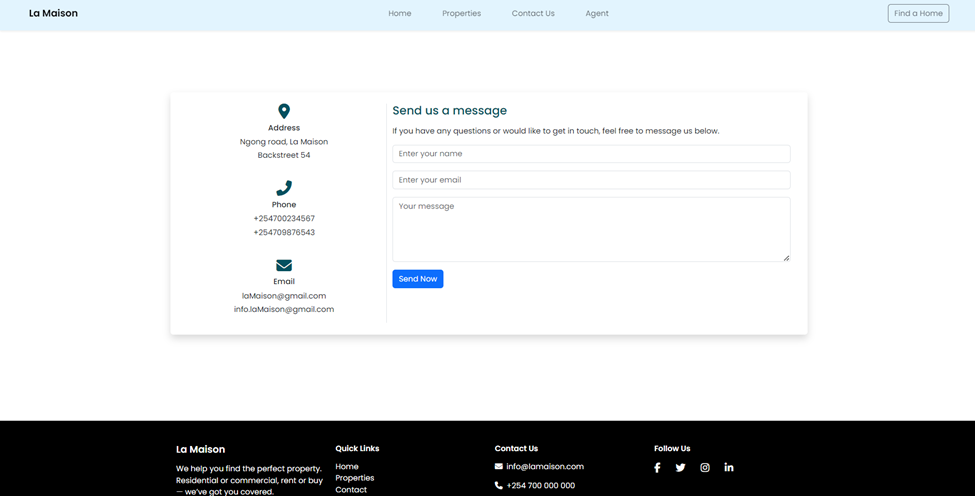 La Maison
Home
Properties
Contact Us
Agent
Find a Home
Address
Ngong road, La Maison
Backstreet 54
Phone
+254700234567
+254709876543
Email
laMaison@gmail.com
info.laMaison@gmail.com
Send us a message
If you have any questions or would like to get in touch, feel free to message us below.
Enter your name
Enter your email
Your message
Send Now
La Maison
We help you find the perfect property.
Residential or commercial, rent or buy
— we've got you covered.
Quick Links
Home
Properties
Contact
Contact Us
info@lamaison.com
+254 700 000 000
Follow Us